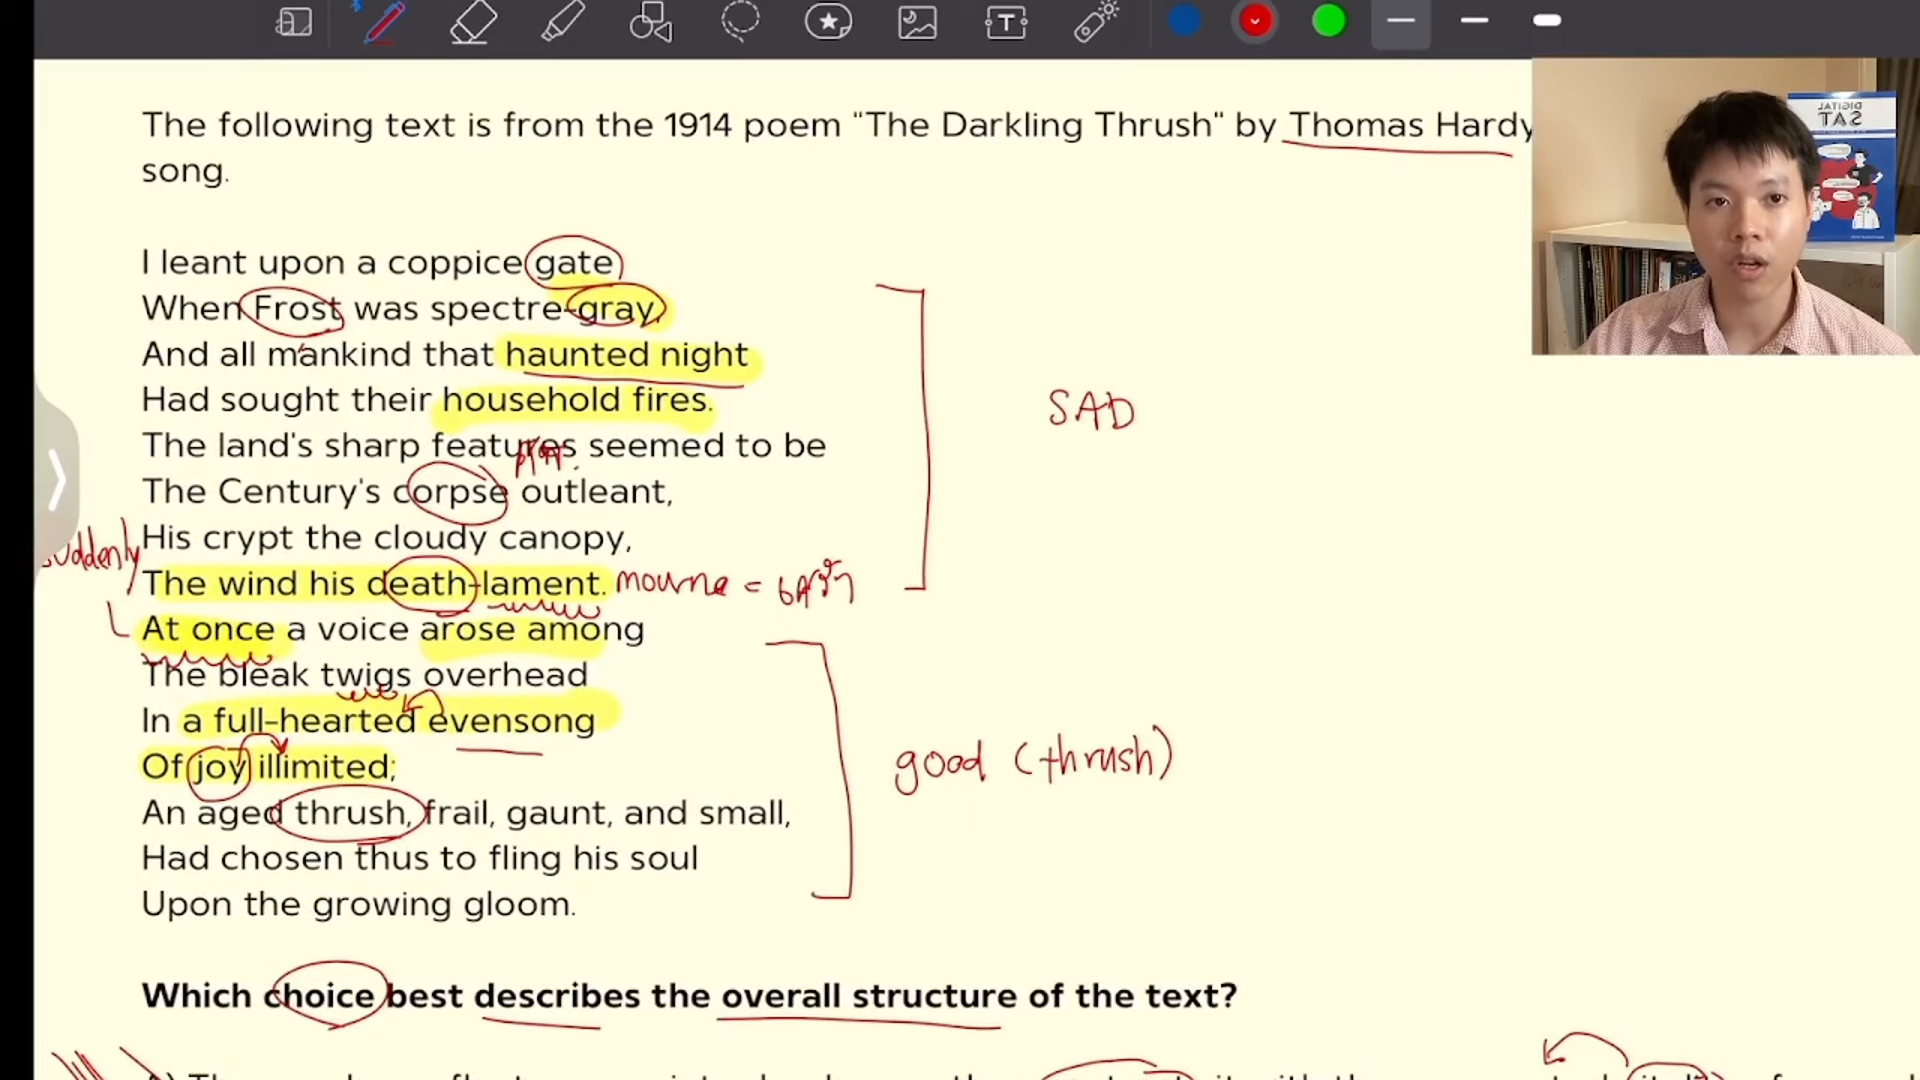 The following text is from the 1914 poem "The Darkling Thrush" by Thomas Hardy
song.
DIGITAL
SAT
I leant upon a coppice gate
When Frost was spectre-gray,
And all mankind that haunted night
Had sought their household fires.
SAD
The land's sharp features seemed to be
The Century's corpse outleant,
His crypt the cloudy canopy,
suddenly
The wind his death-lament. mourne =
At once a voice arose among
The bleak twigs overhead
In a full-hearted evensong
Of joy illimited;
good (thrush)
An aged thrush, frail, gaunt, and small,
Had chosen thus to fling his soul
Upon the growing gloom.
Which choice best describes the overall structure of the text?